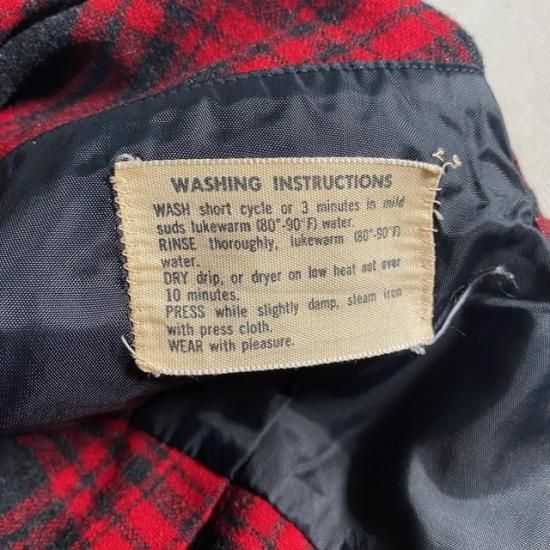 WASHING INSTRUCTIONS
WASH short cycle or 3 minutes in mild
suds lukewarm (80°-90°F) water.
RINSE thoroughly, lukewarm (80°-90°F)
water.
DRY drip, or dryer on low heat not over
10 minutes.
PRESS while slightly damp, steam iron
with press cloth.
WEAR with pleasure.